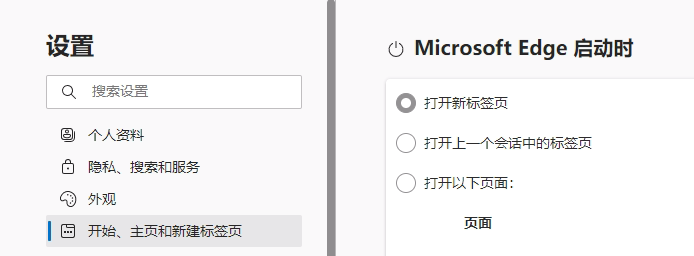 设置
搜索设置
个人资料
隐私、搜索和服务
外观
开始、主页和新建标签页
Microsoft Edge 启动时
打开新标签页
打开上一个会话中的标签页
打开以下页面：
页面